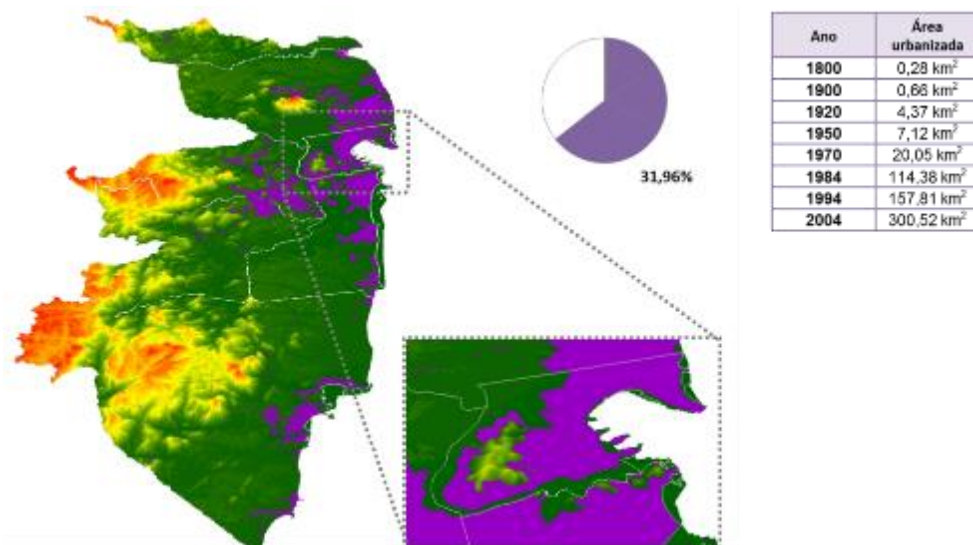 31,96%
Ano Área urbanizada
1800 0,28 km²
1900 0,66 km²
1920 4,37 km²
1950 7,12 km²
1970 20,05 km²
1984 114,38 km²
1994 157,81 km²
2004 300,52 km²